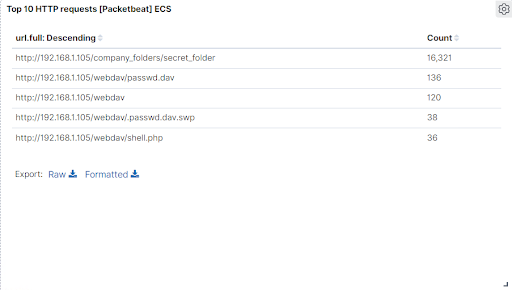 Top 10 HTTP requests [Packetbeat] ECS
url.full: Descending Count
http://192.168.1.105/company_folders/secret_folder 16,321
http://192.168.1.105/webdav/passwd.dav 136
http://192.168.1.105/webdav 120
http://192.168.1.105/webdav/.passwd.dav.swp 38
http://192.168.1.105/webdav/shell.php 36
Export: Raw Formatted